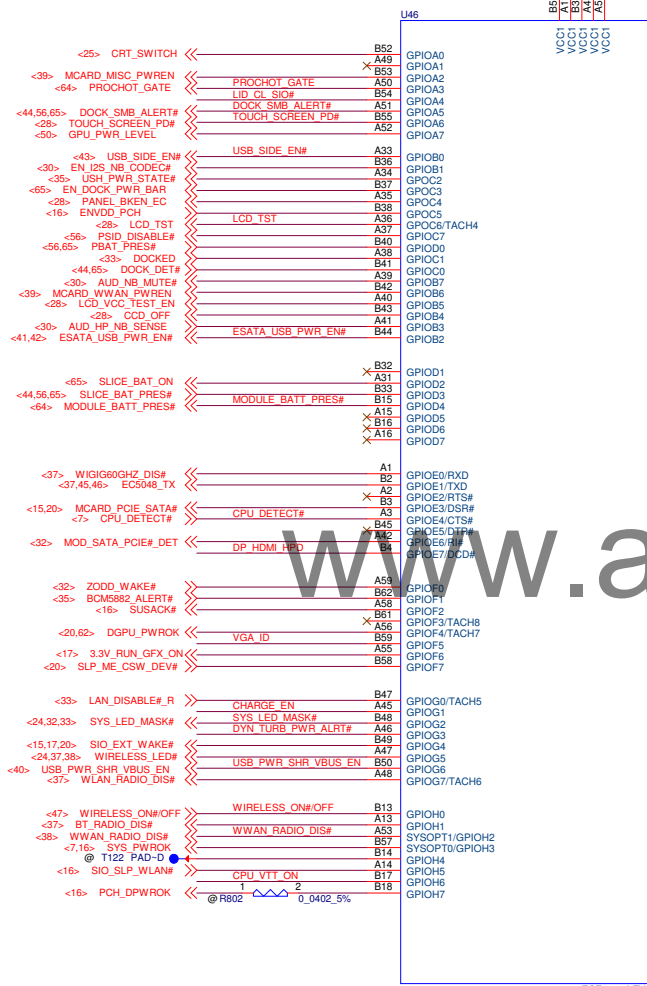 U46
B5
A1
B3
A4
A5
VCC1
VCC1
VCC1
VCC1
VCC1
<25> CRT_SWITCH B52 GPIOA0
A49 GPIOA1
<39> MCARD_MISC_PWREN B53 GPIOA2
<64> PROCHOT_GATE PROCHOT_GATE A50 GPIOA3
LID_CL_SIO# B54 GPIOA4
<44,56,65> DOCK_SMB_ALERT# DOCK_SMB_ALERT# A51 GPIOA5
<28> TOUCH_SCREEN_PD# TOUCH_SCREEN_PD# B55 GPIOA6
<50> GPU_PWR_LEVEL A52 GPIOA7
<43> USB_SIDE_EN# USB_SIDE_EN# A33 GPIOB0
<30> EN_I2S_NB_CODEC# B36 GPIOB1
<35> USH_PWR_STATE# A34 GPOC2
<65> EN_DOCK_PWR_BAR B37 GPOC3
<28> PANEL_BKEN_EC A35 GPOC4
<16> ENVDD_PCH B38 GPOC5
<28> LCD_TST LCD_TST A36 GPOC6/TACH4
<56> PSID_DISABLE# A37 GPIOC7
<56,65> PBAT_PRES# B40 GPIOD0
<33> DOCKED A38 GPIOC1
<44,65> DOCK_DET# B41 GPIOC0
<30> AUD_NB_MUTE# A39 GPIOB7
<39> MCARD_WWAN_PWREN B42 GPIOB6
<28> LCD_VCC_TEST_EN A40 GPIOB5
<28> CCD_OFF B43 GPIOB4
<30> AUD_HP_NB_SENSE A41 GPIOB3
<41,42> ESATA_USB_PWR_EN# ESATA_USB_PWR_EN# B44 GPIOB2
B32 GPIOD1
<65> SLICE_BAT_ON A31 GPIOD2
<44,56,65> SLICE_BAT_PRES# B33 GPIOD3
<64> MODULE_BATT_PRES# MODULE_BATT_PRES# B15 GPIOD4
A15 GPIOD5
B16 GPIOD6
A16 GPIOD7
<37> WIGIG60GHZ_DIS# A1 GPIOE0/RXD
<37,45,46> EC5048_TX B2 GPIOE1/TXD
A2 GPIOE2/RTS#
<15,20> MCARD_PCIE_SATA# B3 GPIOE3/DSR#
<7> CPU_DETECT# CPU_DETECT# A3 GPIOE4/CTS#
B45 GPIOE5/DTR#
<32> MOD_SATA_PCIE#_DET A42 GPIOE6/RI#
DP_HDMI_HPD B4 GPIOE7/DCD#
www.a
<32> ZODD_WAKE# A59 GPIOF0
<35> BCM5882_ALERT# B62 GPIOF1
<16> SUSACK# A58 GPIOF2
B61 GPIOF3/TACH8
<20,62> DGPU_PWROK A56 GPIOF4/TACH7
VGA_ID B59 GPIOF5
<17> 3.3V_RUN_GFX_ON A55 GPIOF6
<20> SLP_ME_CSW_DEV# B58 GPIOF7
<33> LAN_DISABLE#_R B47 GPIOG0/TACH5
CHARGE_EN A45 GPIOG1
<24,32,33> SYS_LED_MASK# SYS_LED_MASK# B48 GPIOG2
DYN_TURB_PWR_ALRT# A46 GPIOG3
<15,17,20> SIO_EXT_WAKE# B49 GPIOG4
<24,37,38> WIRELESS_LED# A47 GPIOG5
<40> USB_PWR_SHR_VBUS_EN USB_PWR_SHR_VBUS_EN B50 GPIOG6
<37> WLAN_RADIO_DIS# A48 GPIOG7/TACH6
<47> WIRELESS_ON#/OFF WIRELESS_ON#/OFF B13 GPIOH0
<37> BT_RADIO_DIS# A13 GPIOH1
<38> WWAN_RADIO_DIS# WWAN_RADIO_DIS# A53 SYSOPT1/GPIOH2
<7,16> SYS_PWROK B57 SYSOPT0/GPIOH3
@ T122 PAD~D B14 GPIOH4
<16> SIO_SLP_WLAN# A14 GPIOH5
CPU_VTT_ON B17 GPIOH6
<16> PCH_DPWROK 1 2 B18 GPIOH7
@ R802 0_0402_5%